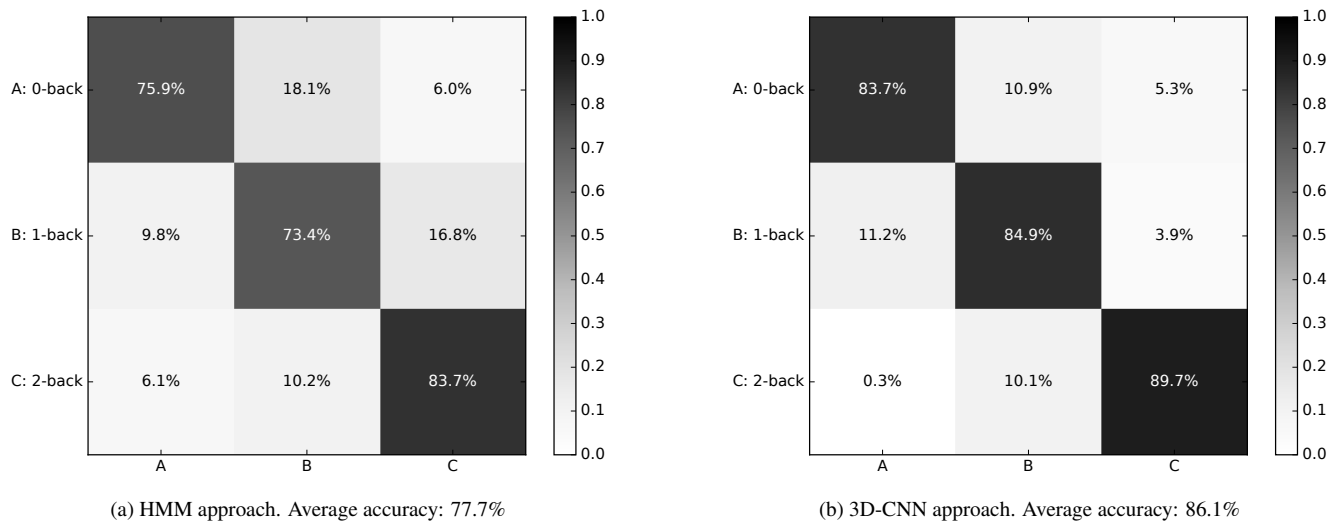 A: 0-back 75.9% 18.1% 6.0%
B: 1-back 9.8% 73.4% 16.8%
C: 2-back 6.1% 10.2% 83.7%
A B C
1.0
0.9
0.8
0.7
0.6
0.5
0.4
0.3
0.2
0.1
0.0
(a) HMM approach. Average accuracy: 77.7%
A: 0-back 83.7% 10.9% 5.3%
B: 1-back 11.2% 84.9% 3.9%
C: 2-back 0.3% 10.1% 89.7%
A B C
1.0
0.9
0.8
0.7
0.6
0.5
0.4
0.3
0.2
0.1
0.0
(b) 3D-CNN approach. Average accuracy: 86.1%